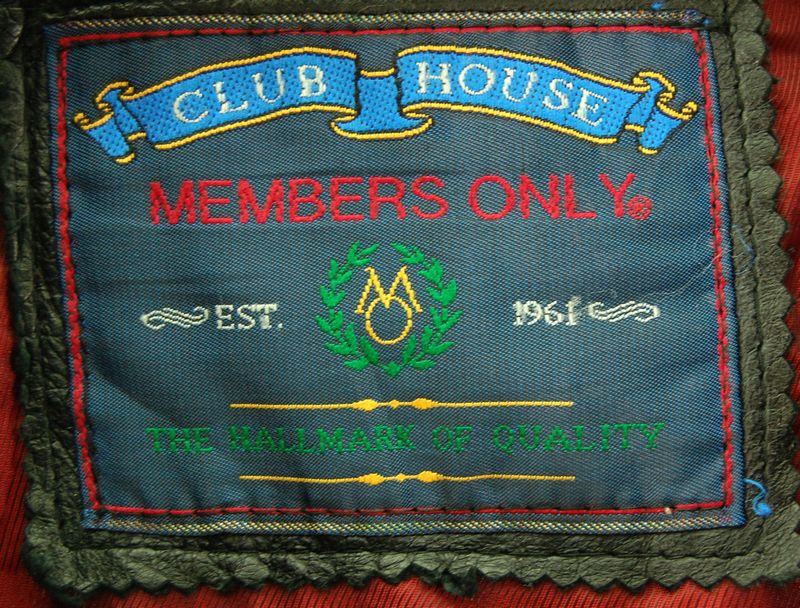 CLUB HOUSE
MEMBERS ONLY®
MO
EST. 1961
THE HALLMARK OF QUALITY